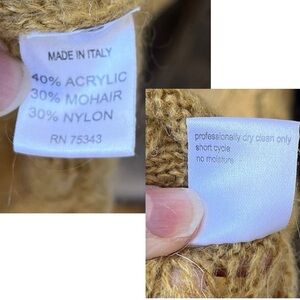 MADE IN ITALY
40% ACRYLIC
30% MOHAIR
30% NYLON
RN 75343
professionally dry clean only
short cycle
no moisture